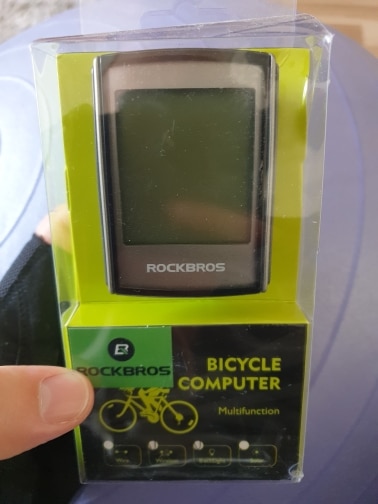 ROCKBROS
ROCKBROS
BICYCLE
COMPUTER
Multifunction